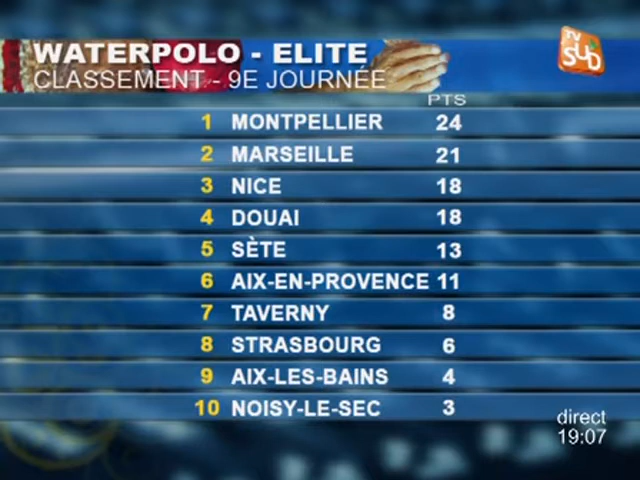 WATERPOLO - ELITE
CLASSEMENT - 9E JOURNÉE
TV SUD
PTS
1 MONTPELLIER 24
2 MARSEILLE 21
3 NICE 18
4 DOUAI 18
5 SÈTE 13
6 AIX-EN-PROVENCE 11
7 TAVERNY 8
8 STRASBOURG 6
9 AIX-LES-BAINS 4
10 NOISY-LE-SEC 3
direct
19:07